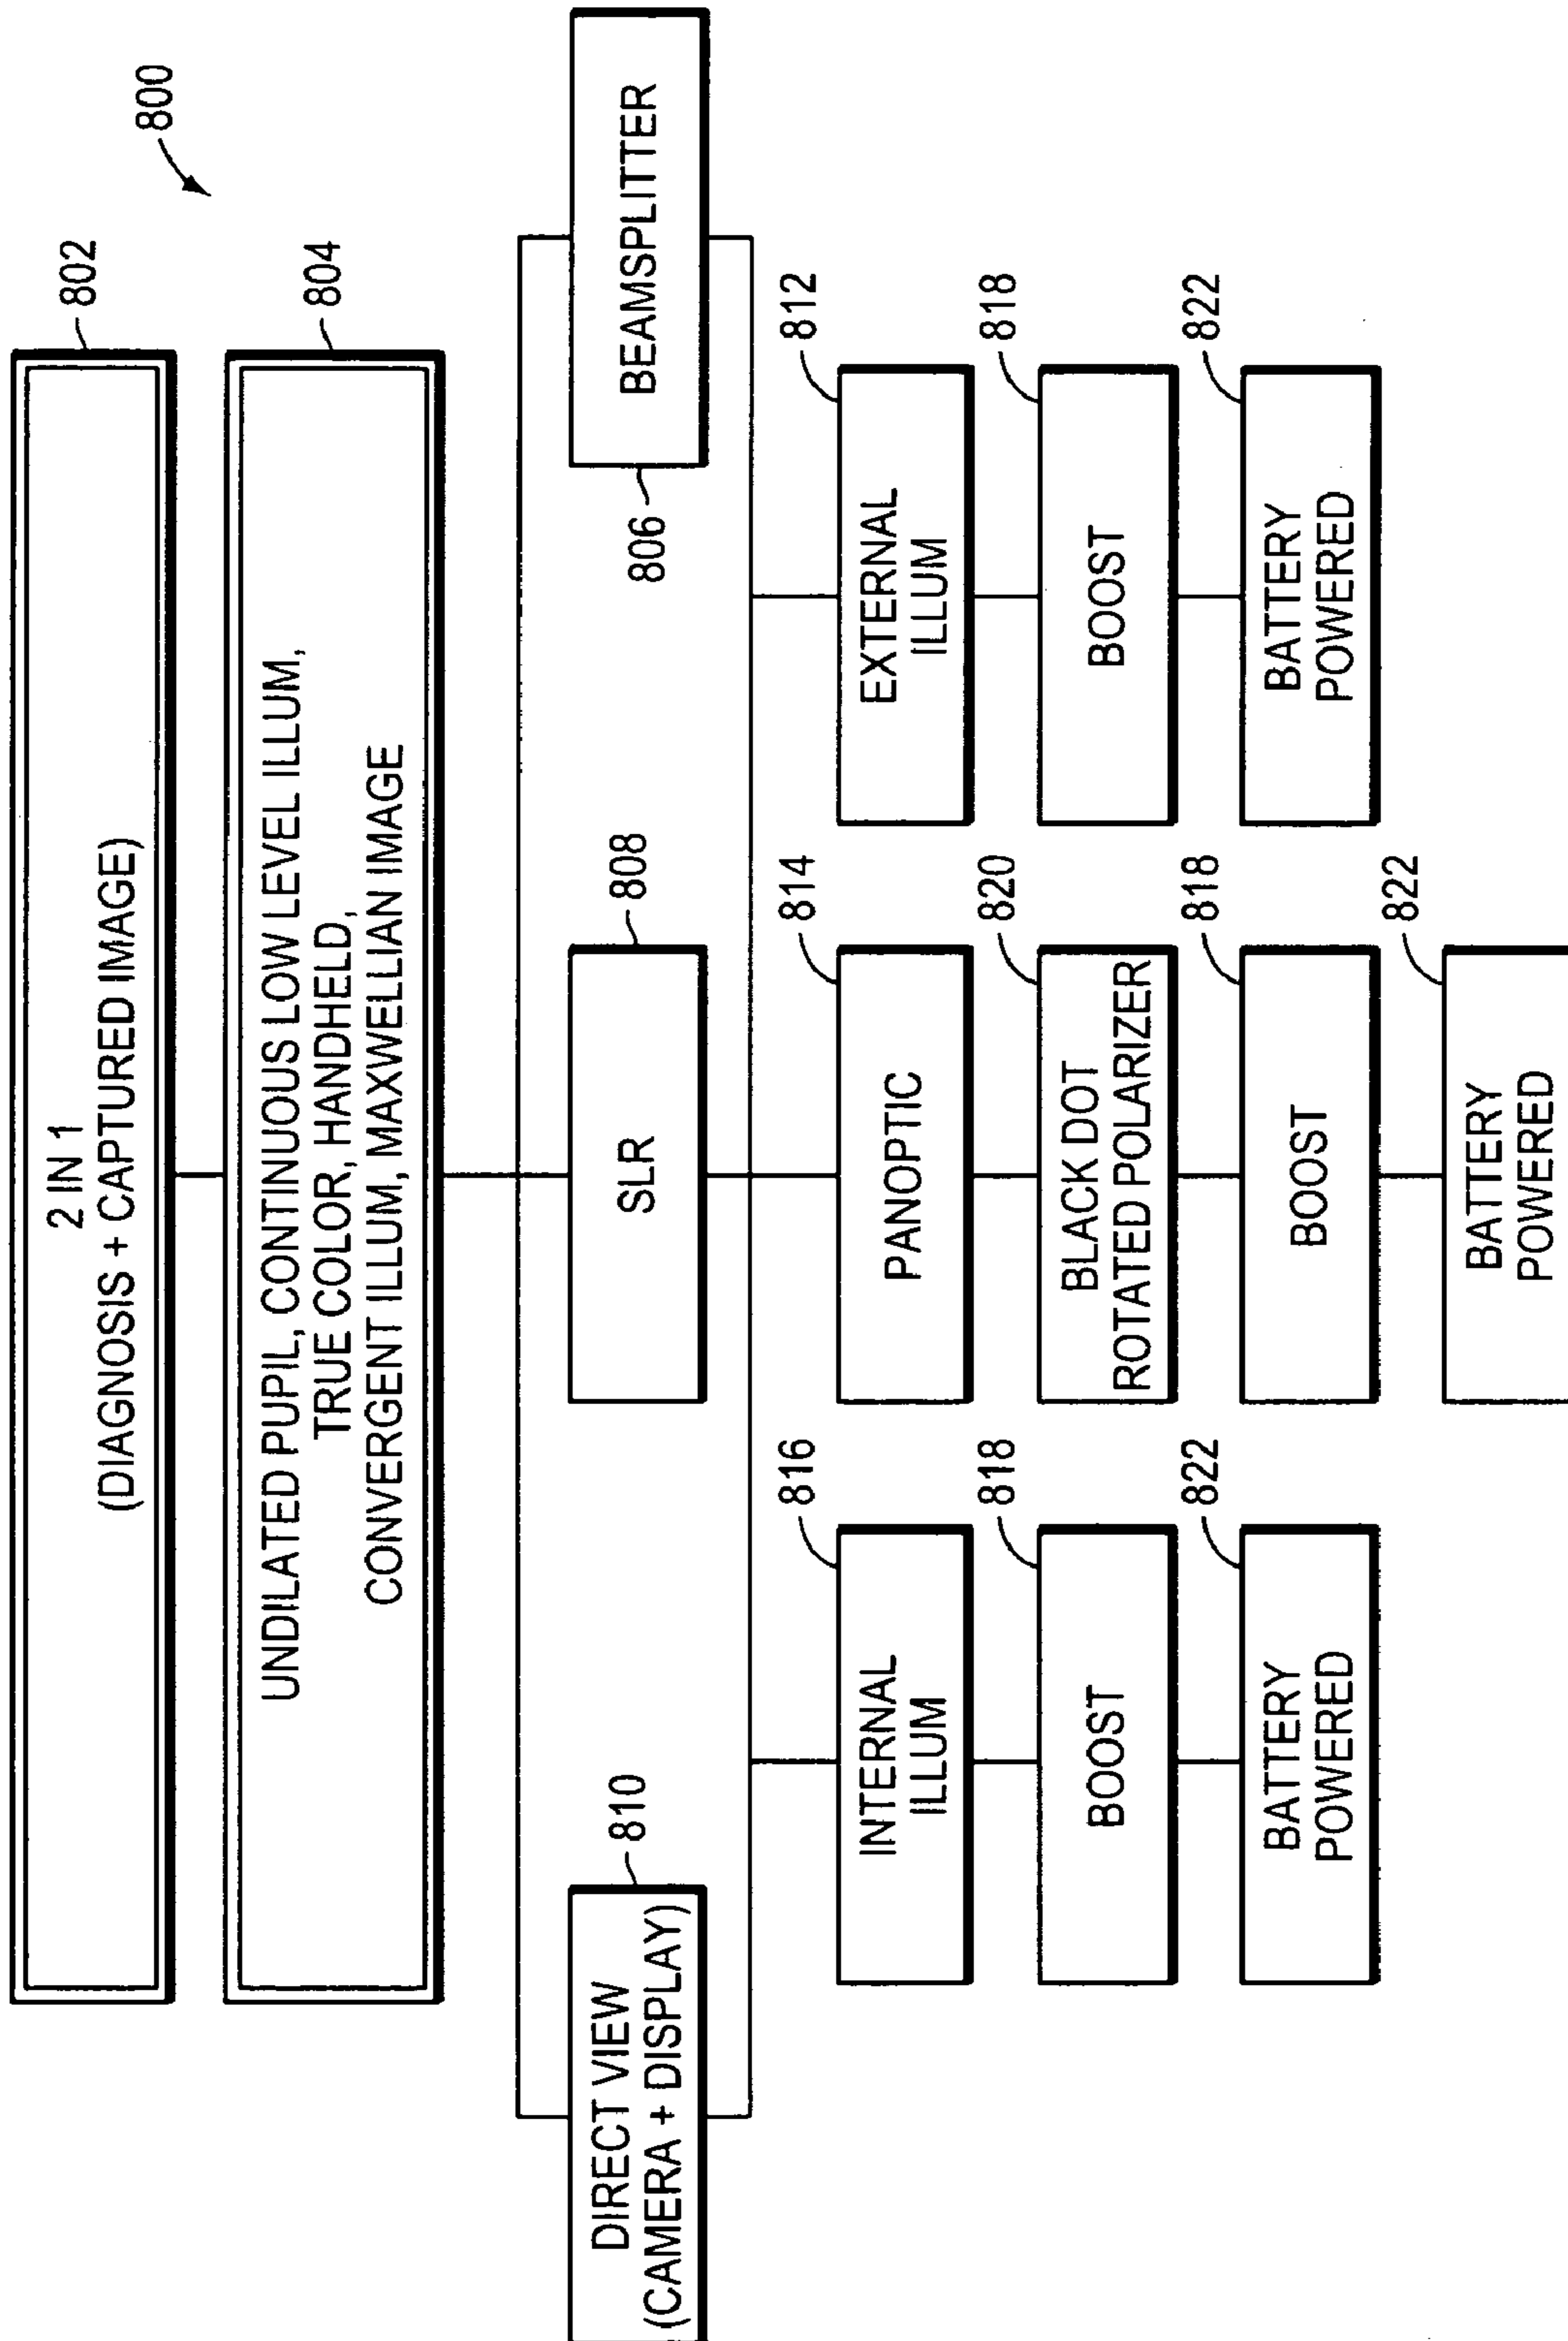 800
2 IN 1
(DIAGNOSIS + CAPTURED IMAGE)
802
UNDILATED PUPIL, CONTINUOUS LOW LEVEL ILLUM,
TRUE COLOR, HANDHELD,
CONVERGENT ILLUM, MAXWELLIAN IMAGE
804
DIRECT VIEW
(CAMERA + DISPLAY)
810
SLR
808
BEAMSPLITTER
806
INTERNAL
ILLUM
816
PANOPTIC
814
EXTERNAL
ILLUM
812
BOOST
818
BLACK DOT
ROTATED POLARIZER
820
BOOST
818
BATTERY
POWERED
822
BOOST
818
BATTERY
POWERED
822
BATTERY
POWERED
822